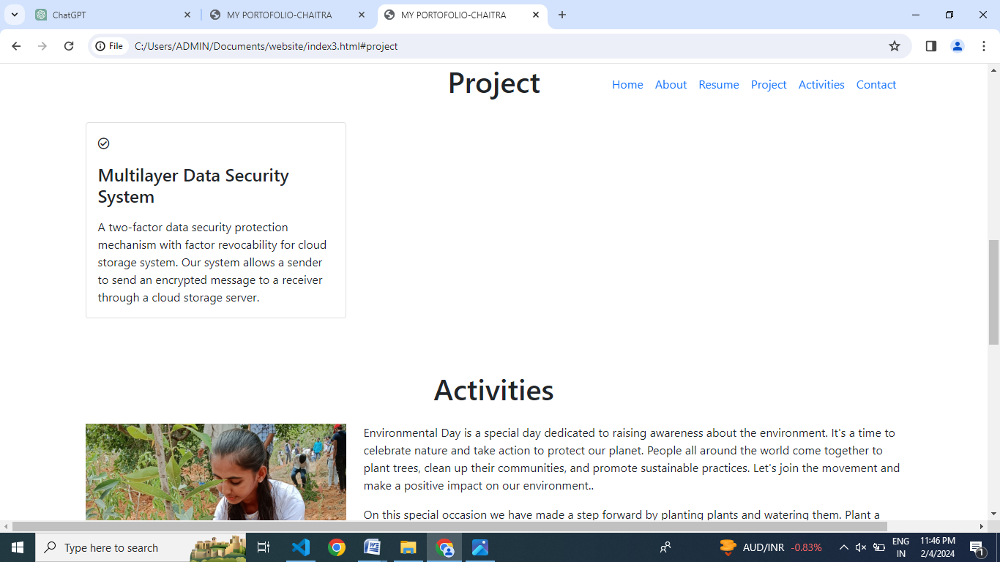 ChatGPT
MY PORTOFOLIO-CHAITRA
MY PORTOFOLIO-CHAITRA
File
C:/Users/ADMIN/Documents/website/index3.html#project
Project
Home About Resume Project Activities Contact
Multilayer Data Security
System
A two-factor data security protection
mechanism with factor revocability for cloud
storage system. Our system allows a sender
to send an encrypted message to a receiver
through a cloud storage server.
Activities
Environmental Day is a special day dedicated to raising awareness about the environment. It's a time to
celebrate nature and take action to protect our planet. People all around the world come together to
plant trees, clean up their communities, and promote sustainable practices. Let's join the movement and
make a positive impact on our environment..
On this special occasion we have made a step forward by planting plants and watering them. Plant a
Type here to search
AUD/INR -0.83%
ENG
IN
11:46 PM
2/4/2024
1